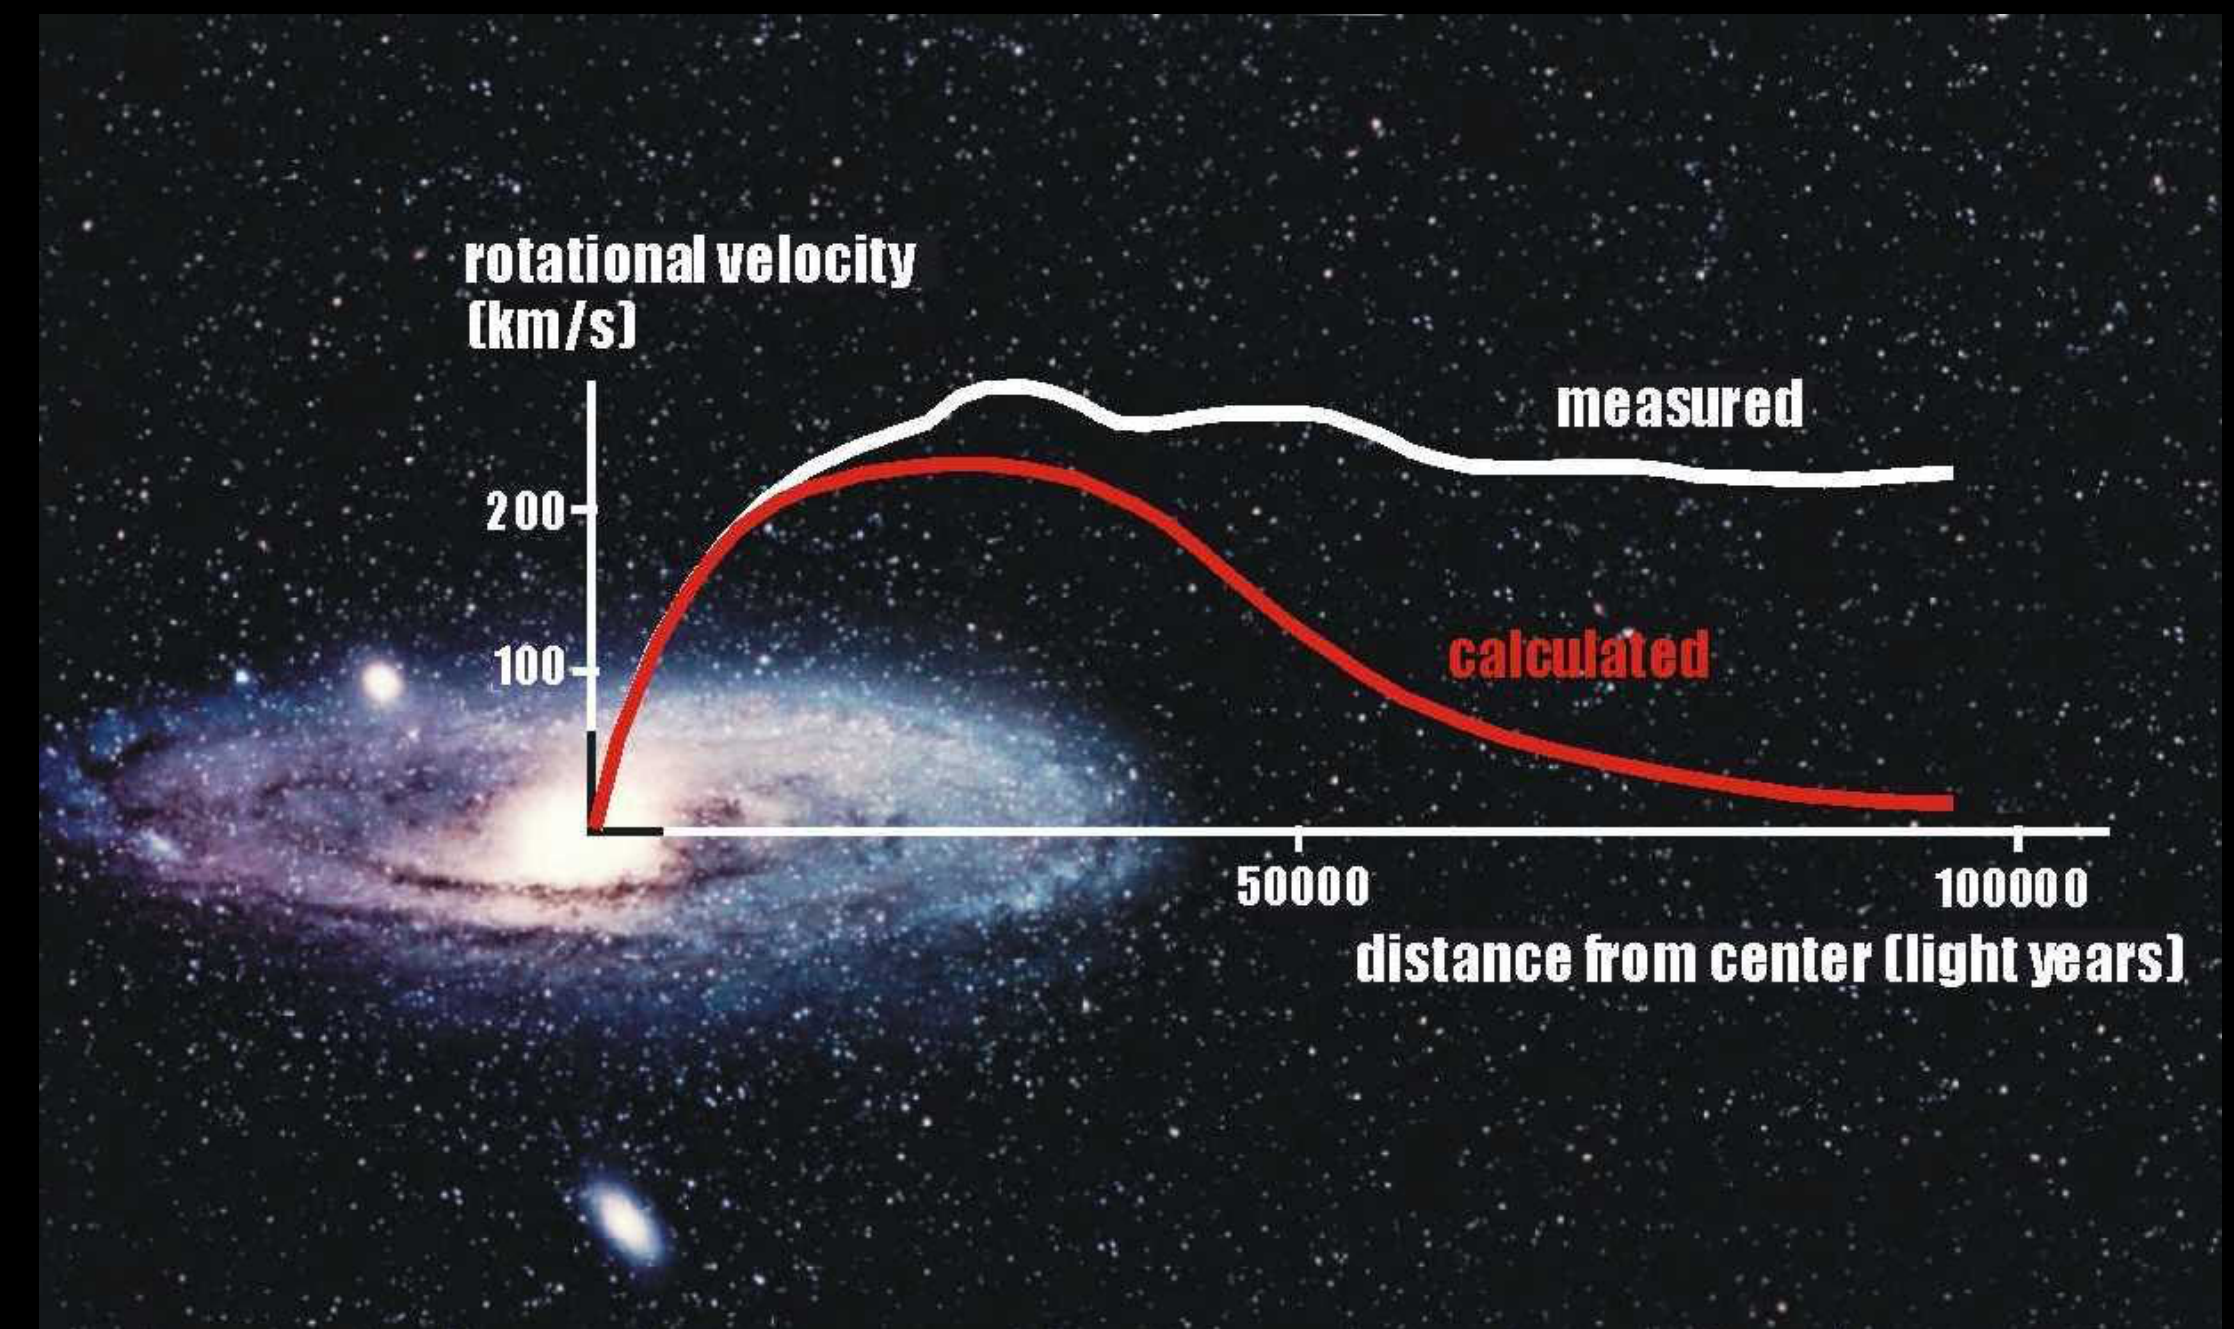 rotational velocity
(km/s)
measured
200
100
calculated
50000
100000
distance from center (light years)